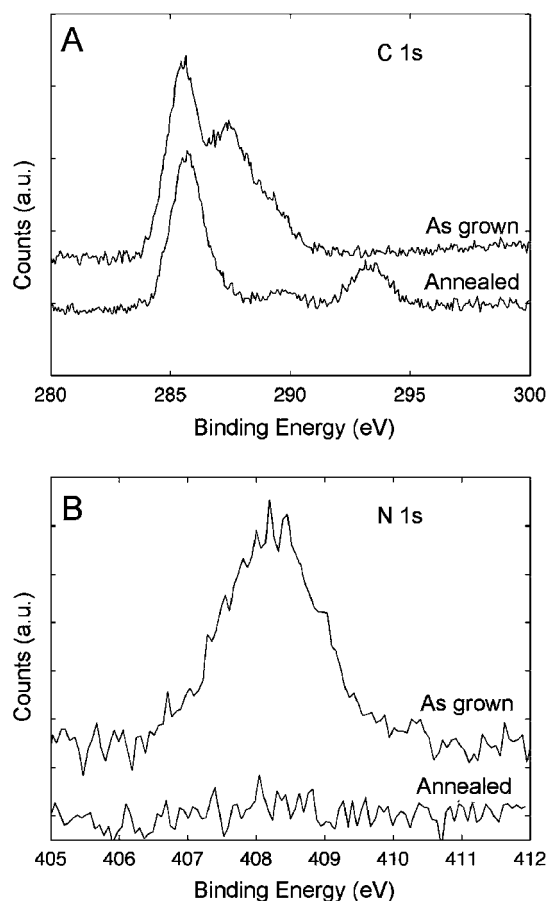 A
C 1s
Counts (a.u.)
As grown
Annealed
280 285 290 295 300
Binding Energy (eV)
B
N 1s
Counts (a.u.)
As grown
Annealed
405 406 407 408 409 410 411 412
Binding Energy (eV)